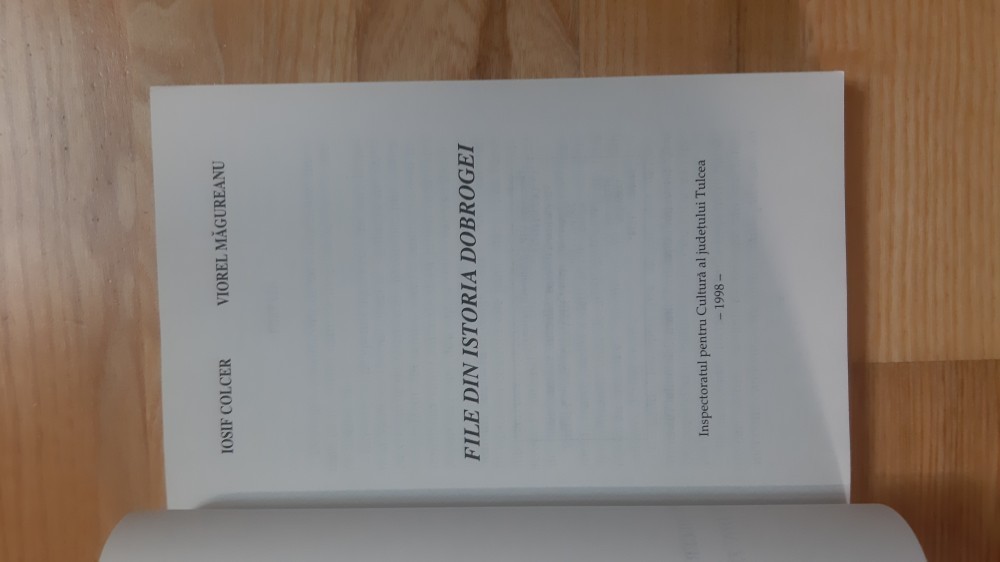 IOSIF COLCER VIOREL MĂGUREANU
FILE DIN ISTORIA DOBROGEI
Inspectoratul pentru Cultură al județului Tulcea
– 1998 –